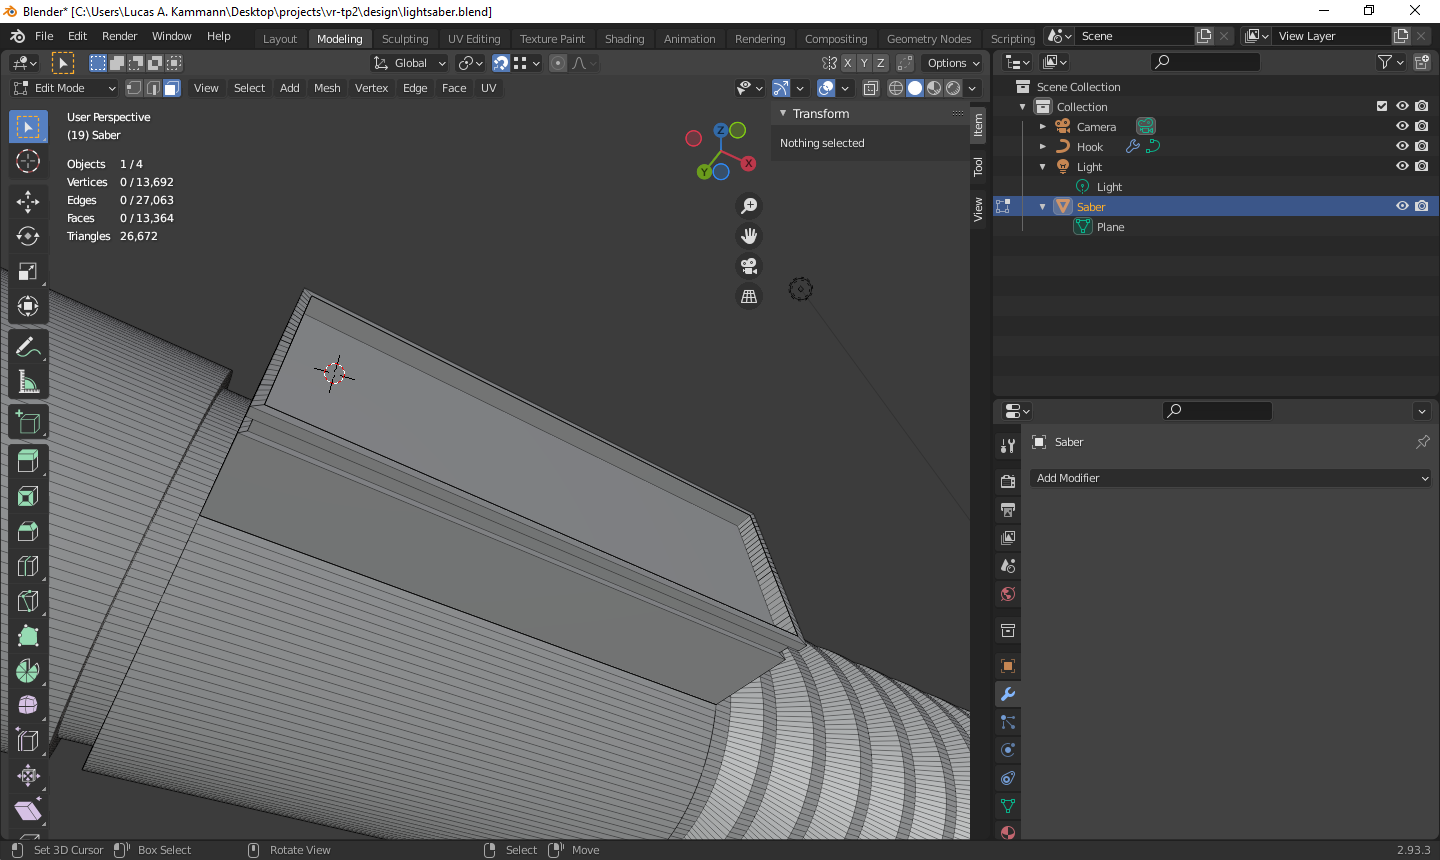 Blender* [C:\Users\Lucas A. Kammann\Desktop\projects\vr-tp2\design\lightsaber.blend]
File Edit Render Window Help Layout Modeling Sculpting UV Editing Texture Paint Shading Animation Rendering Compositing Geometry Nodes Scripting Scene View Layer
Global X Y Z Options
Edit Mode View Select Add Mesh Vertex Edge Face UV
User Perspective
(19) Saber
Objects 1 / 4
Vertices 0 / 13,692
Edges 0 / 27,063
Faces 0 / 13,364
Triangles 26,672
Z
X
Y
Transform
Nothing selected
Item
Tool
View
Scene Collection
Collection
Camera
Hook
Light
Light
Saber
Plane
Saber
Add Modifier
Set 3D Cursor Box Select Rotate View Select Move 2.93.3